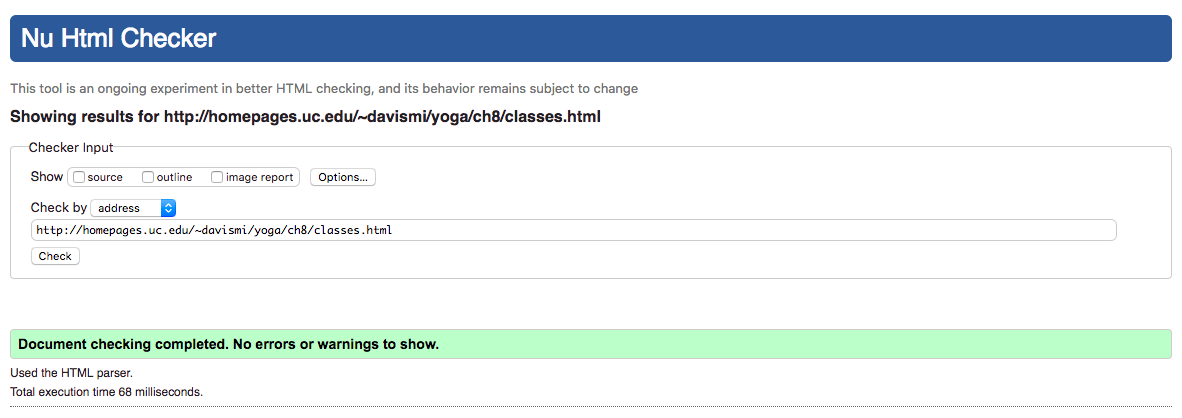 Nu Html Checker
This tool is an ongoing experiment in better HTML checking, and its behavior remains subject to change
Showing results for http://homepages.uc.edu/~davismi/yoga/ch8/classes.html
Checker Input
Show source outline image report Options...
Check by address
http://homepages.uc.edu/~davismi/yoga/ch8/classes.html
Check
Document checking completed. No errors or warnings to show.
Used the HTML parser.
Total execution time 68 milliseconds.